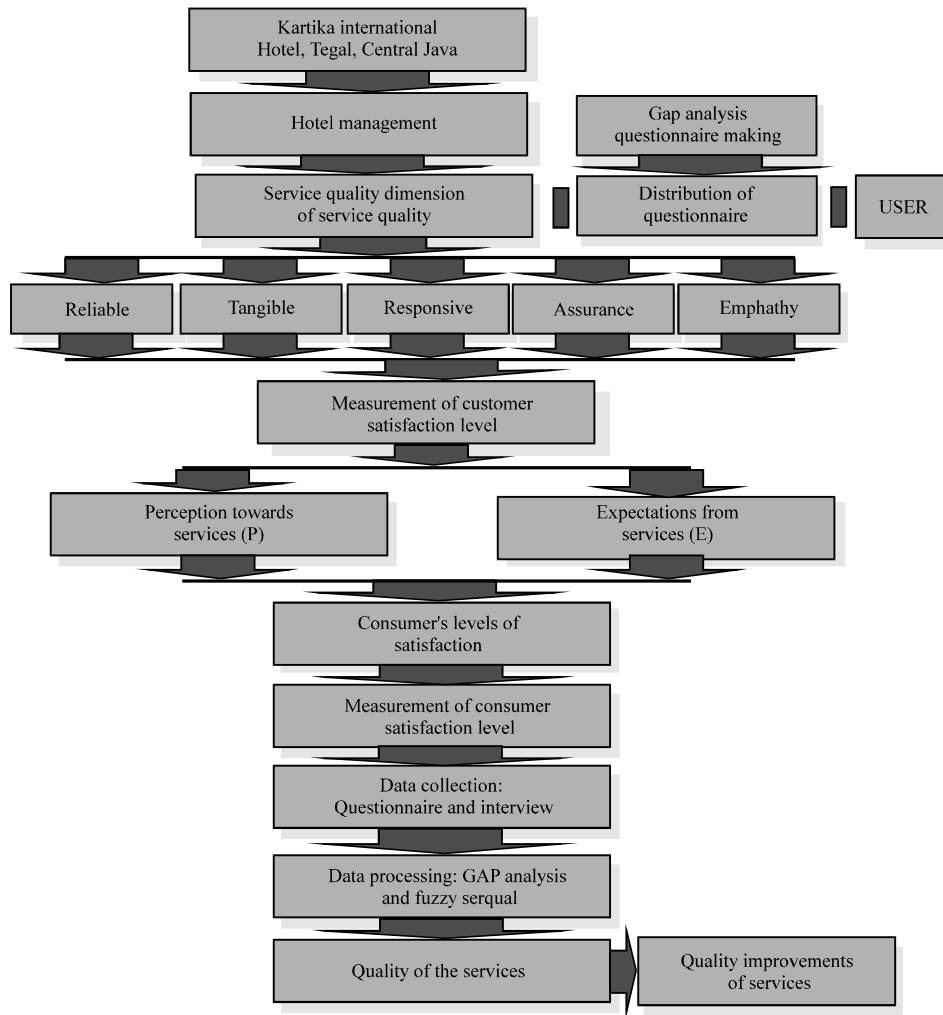 Kartika international
Hotel, Tegal, Central Java
Hotel management
Gap analysis
questionnaire making
Service quality dimension
of service quality
Distribution of
questionnaire
USER
Reliable
Tangible
Responsive
Assurance
Emphathy
Measurement of customer
satisfaction level
Perception towards
services (P)
Expectations from
services (E)
Consumer's levels of
satisfaction
Measurement of consumer
satisfaction level
Data collection:
Questionnaire and interview
Data processing: GAP analysis
and fuzzy serqual
Quality of the services
Quality improvements
of services